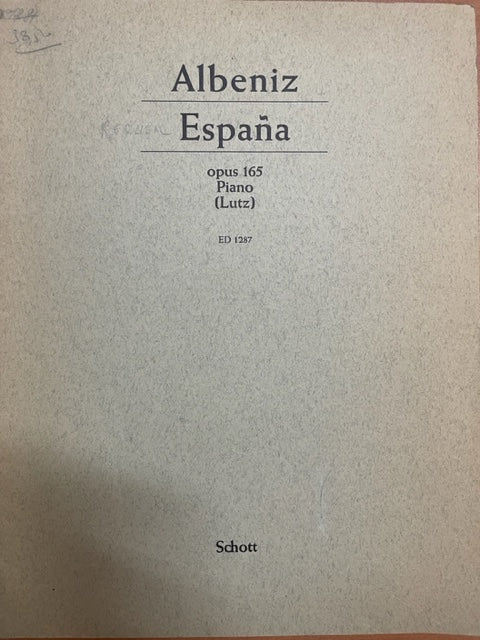 Albeniz
España
opus 165
Piano
(Lutz)
ED 1287
Schott